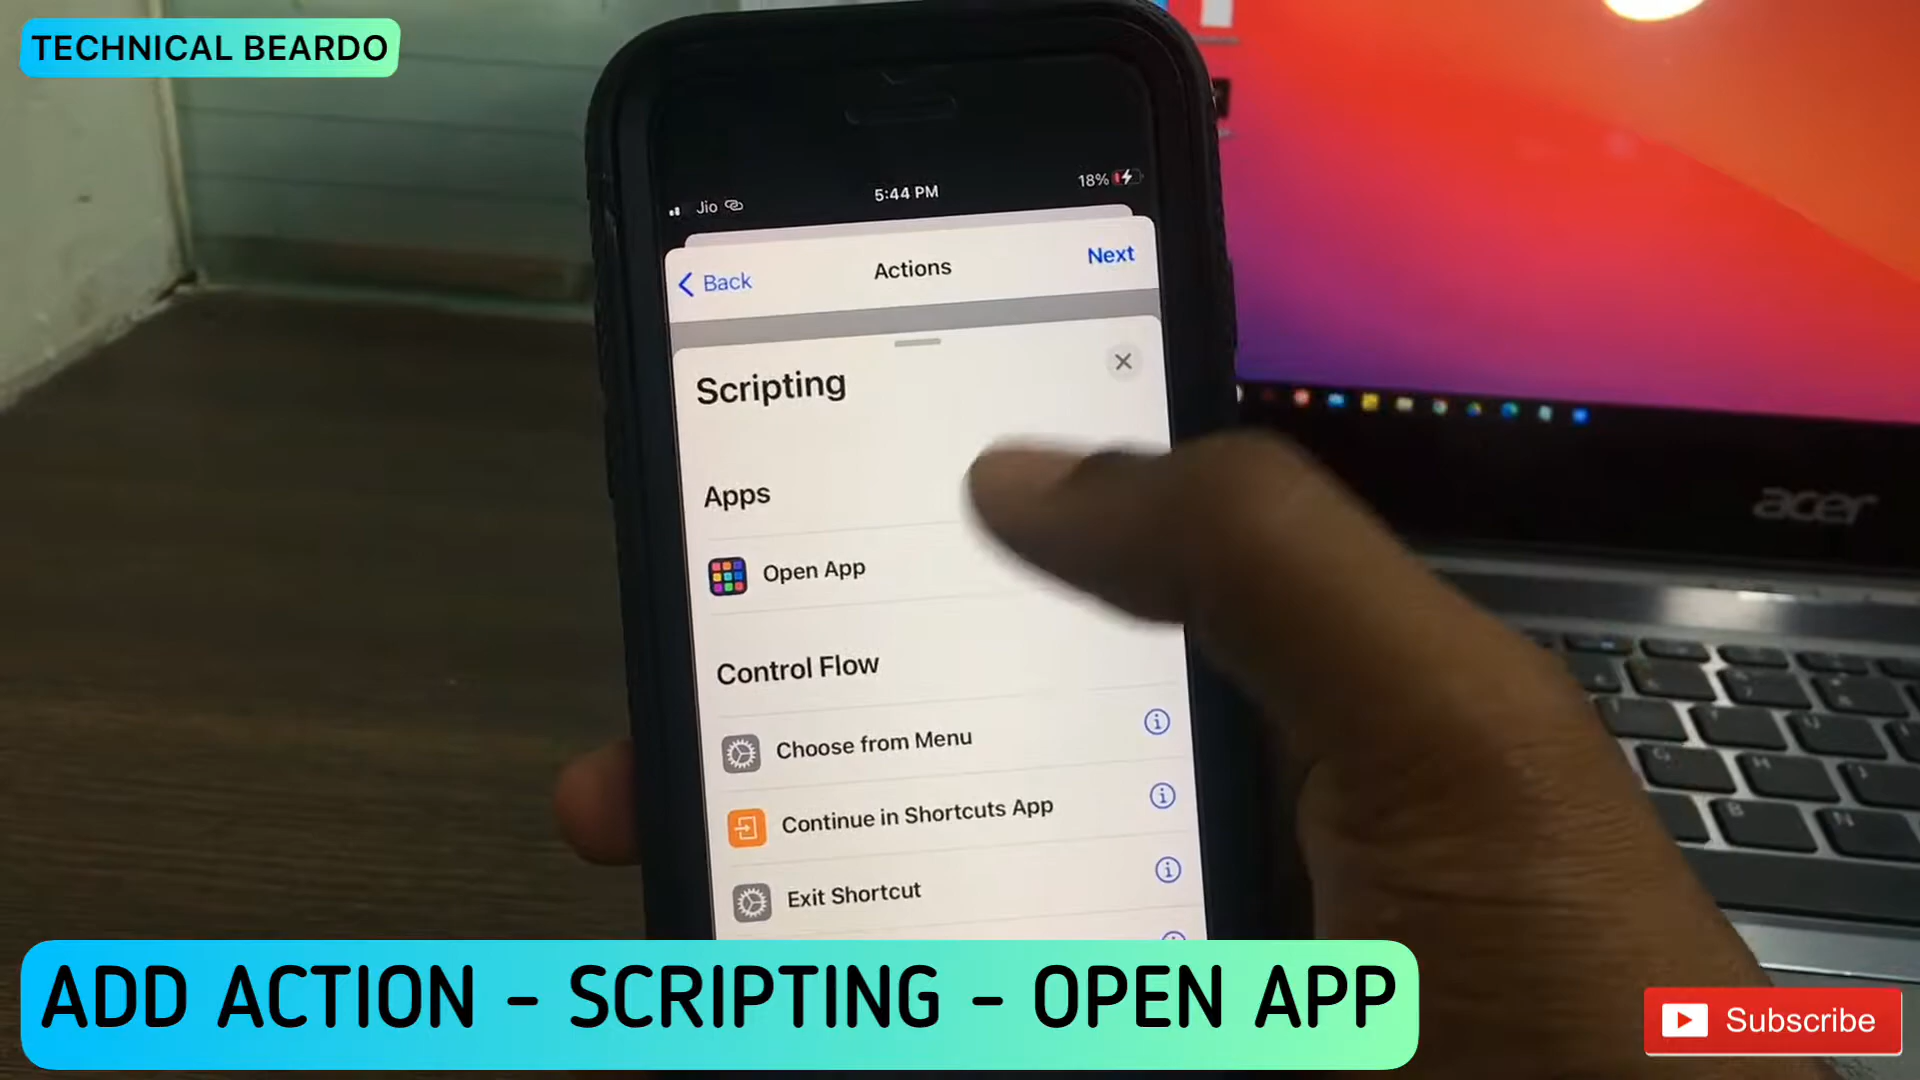 TECHNICAL BEARDO
Jio
5:44 PM
18%
Back
Actions
Next
Scripting
Apps
Open App
Control Flow
Choose from Menu
Continue in Shortcuts App
Exit Shortcut
acer
ADD ACTION - SCRIPTING - OPEN APP
Subscribe